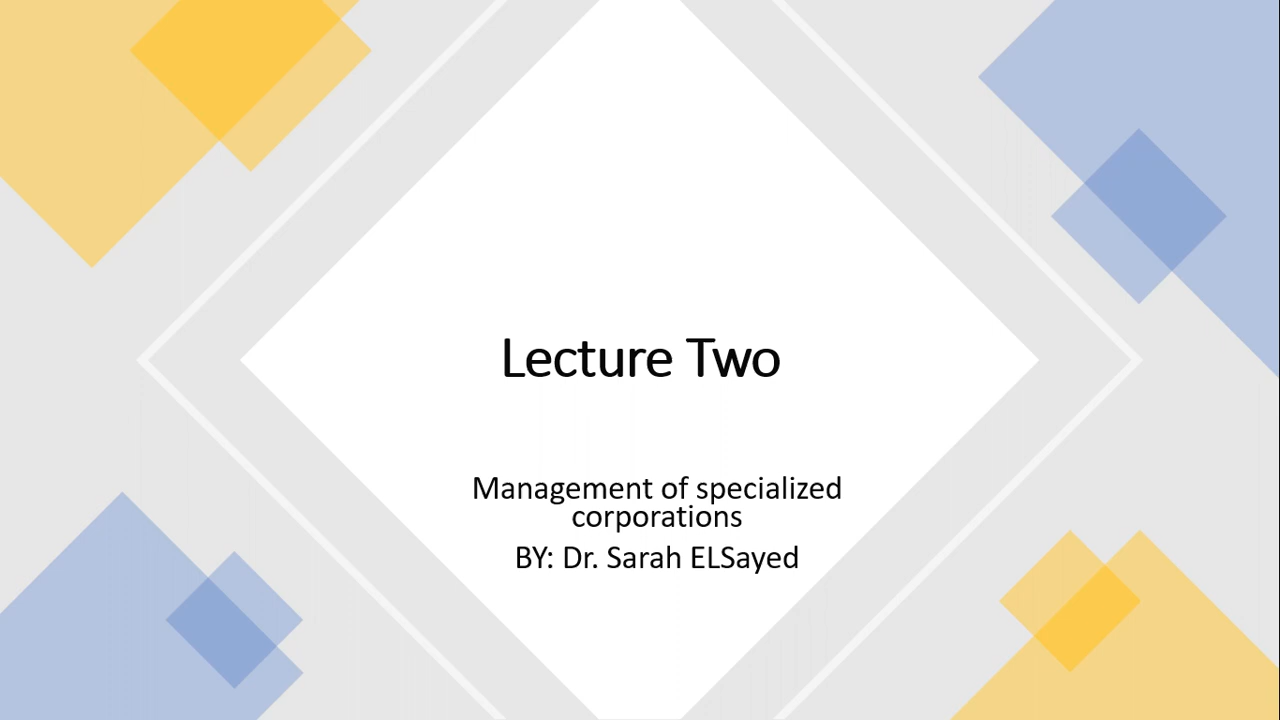 Lecture Two
Management of specialized
corporations
BY: Dr. Sarah ELSayed